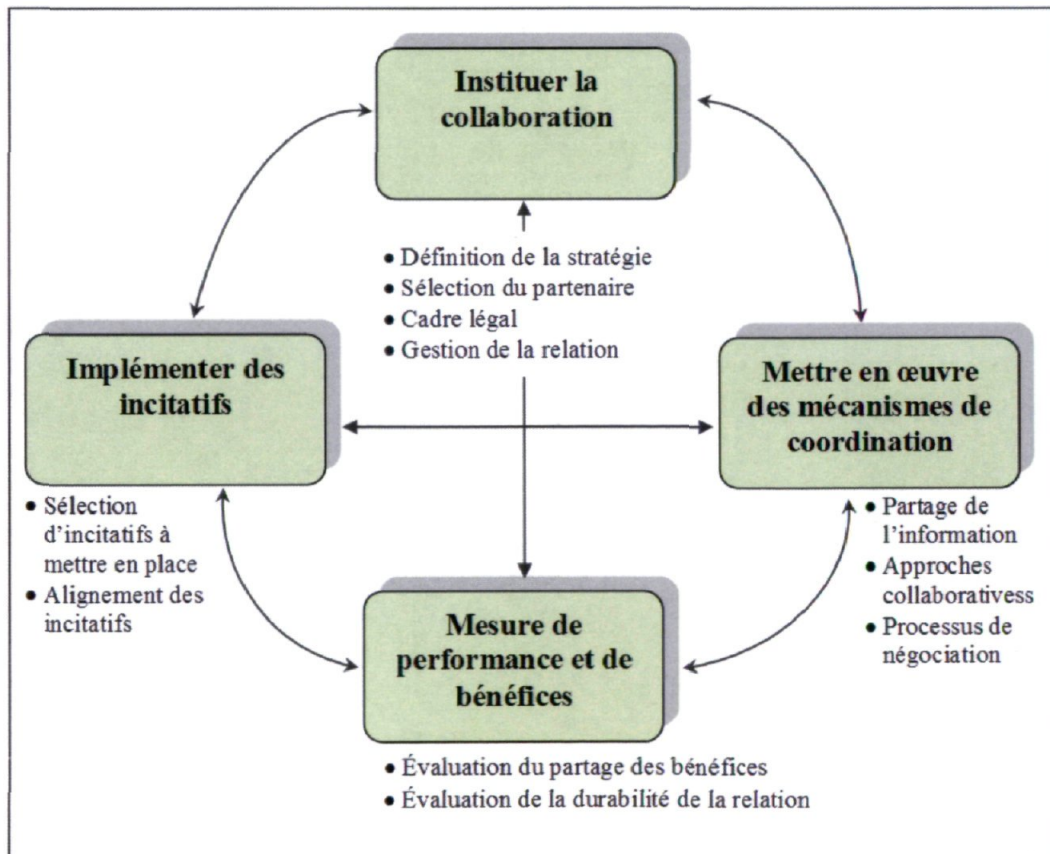 Instituer la
collaboration
• Définition de la stratégie
• Sélection du partenaire
• Cadre légal
• Gestion de la relation
Implémenter des
incitatifs
• Sélection
d'incitatifs à
mettre en place
• Alignement des
incitatifs
Mettre en œuvre
des mécanismes de
coordination
• Partage de
l'information
• Approches
collaborativess
• Processus de
négociation
Mesure de
performance et de
bénéfices
• Évaluation du partage des bénéfices
• Évaluation de la durabilité de la relation